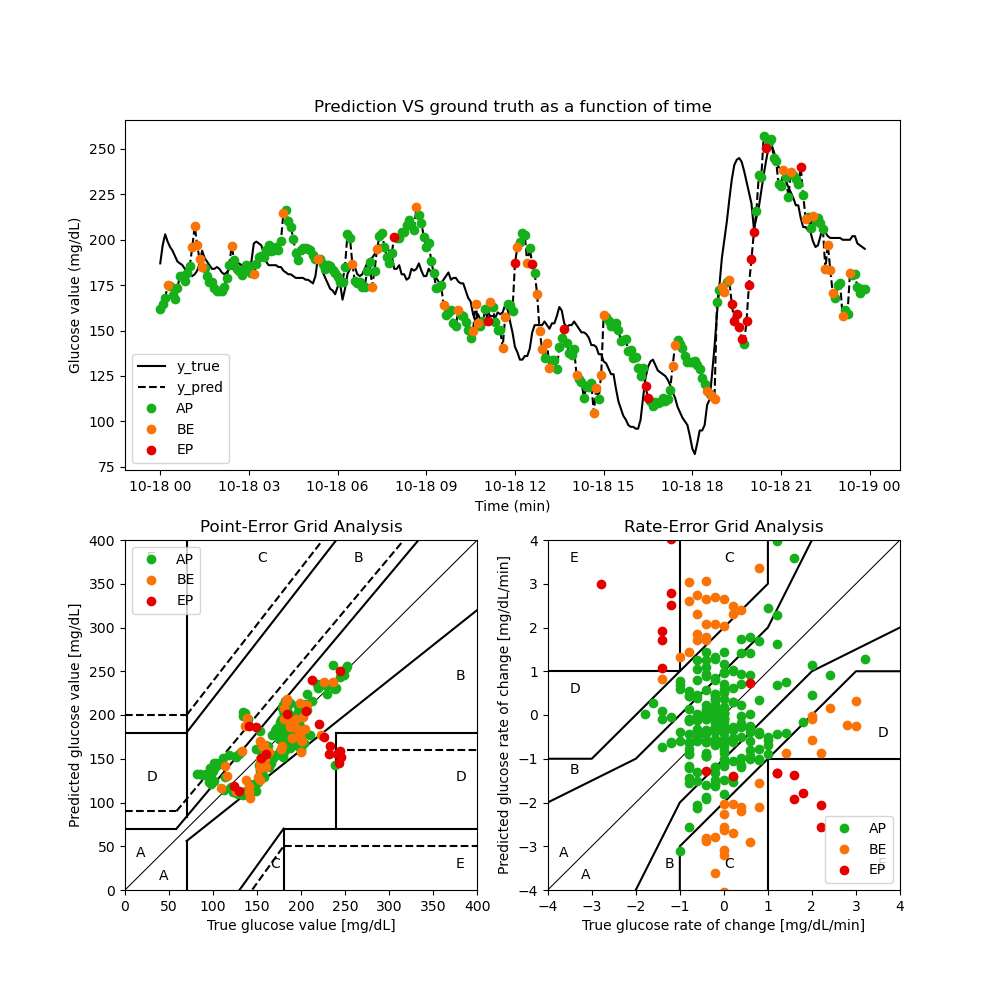 Prediction VS ground truth as a function of time
Glucose value (mg/dL)
250
225
200
175
150
125
100
75
y_true
y_pred
AP
BE
EP
10-18 00 10-18 03 10-18 06 10-18 09 10-18 12 10-18 15 10-18 18 10-18 21 10-19 00
Time (min)
Point-Error Grid Analysis
Predicted glucose value [mg/dL]
400
350
300
250
200
150
100
50
0
AP
BE
EP
C B
B
D D
A
A
C E
0 50 100 150 200 250 300 350 400
True glucose value [mg/dL]
Rate-Error Grid Analysis
Predicted glucose rate of change [mg/dL/min]
4
3
2
1
0
−1
−2
−3
−4
E C
D
D
B
A
A
B C
AP
BE
EP
−4 −3 −2 −1 0 1 2 3 4
True glucose rate of change [mg/dL/min]